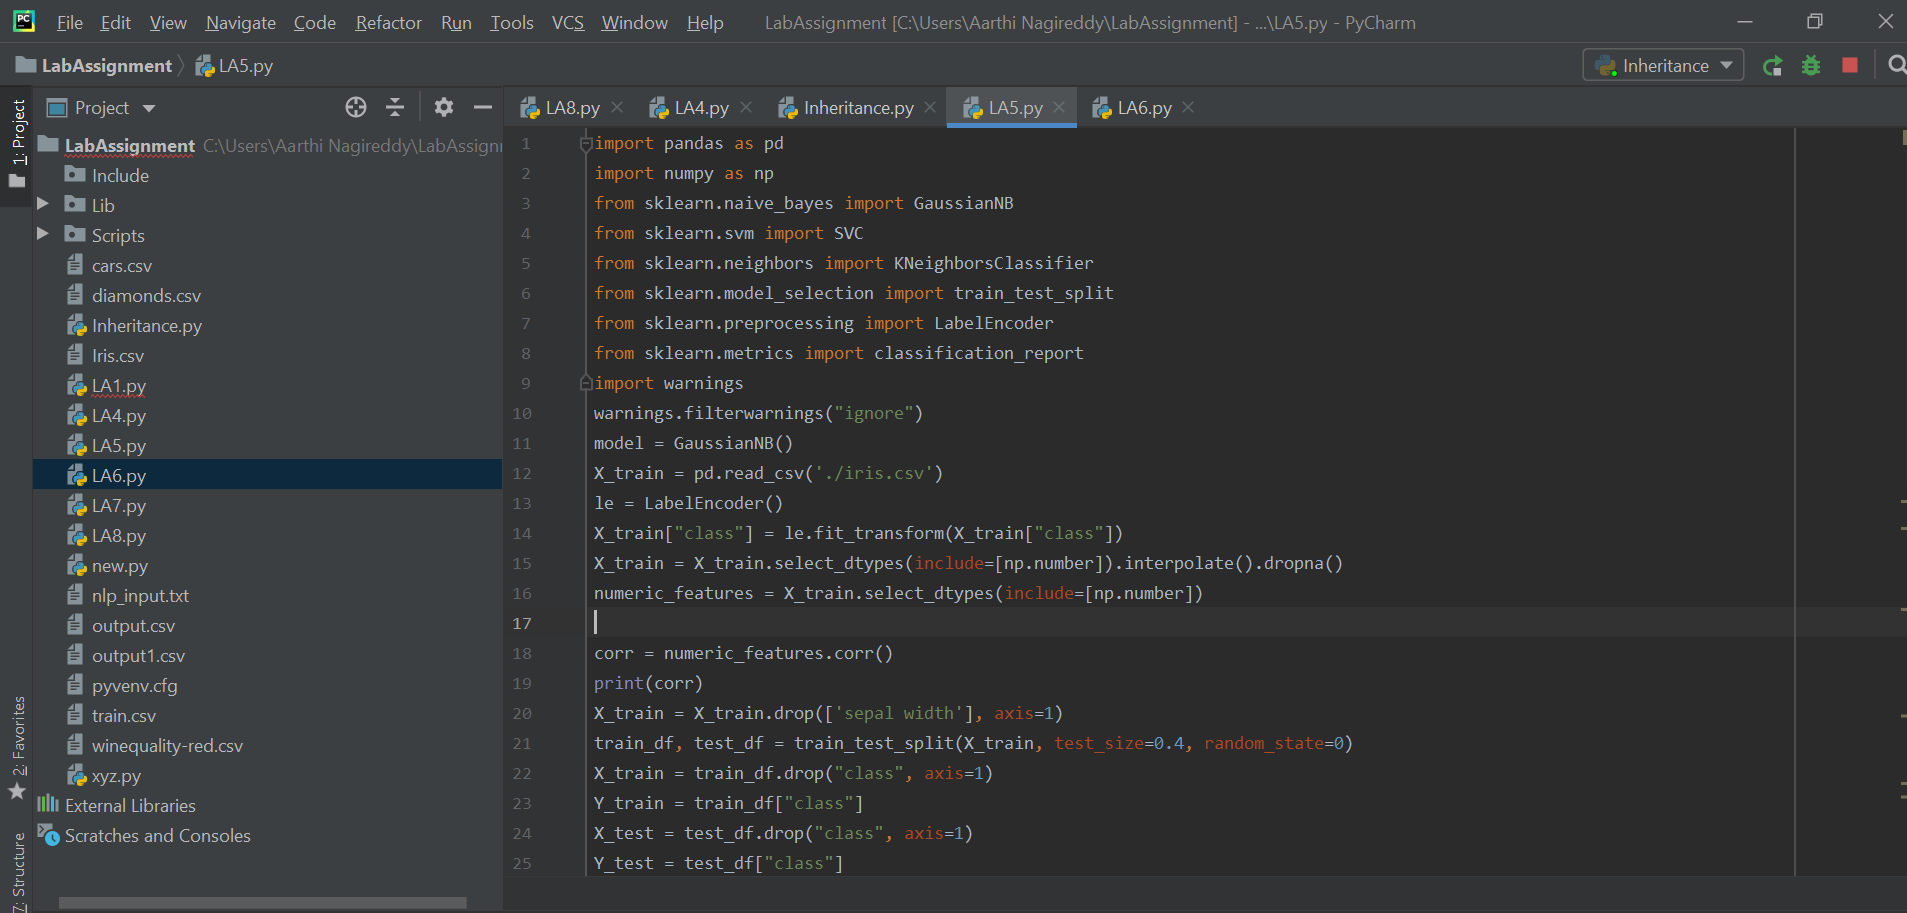 File Edit View Navigate Code Refactor Run Tools VCS Window Help LabAssignment [C:\Users\Aarthi Nagireddy\LabAssignment] - ...\LA5.py - PyCharm
LabAssignment LA5.py Inheritance
1: Project
2: Favorites
7: Structure
Project
LabAssignment C:\Users\Aarthi Nagireddy\LabAssignn
Include
Lib
Scripts
cars.csv
diamonds.csv
Inheritance.py
Iris.csv
LA1.py
LA4.py
LA5.py
LA6.py
LA7.py
LA8.py
new.py
nlp_input.txt
output.csv
output1.csv
pyvenv.cfg
train.csv
winequality-red.csv
xyz.py
External Libraries
Scratches and Consoles
LA8.py LA4.py Inheritance.py LA5.py LA6.py
1 import pandas as pd
2 import numpy as np
3 from sklearn.naive_bayes import GaussianNB
4 from sklearn.svm import SVC
5 from sklearn.neighbors import KNeighborsClassifier
6 from sklearn.model_selection import train_test_split
7 from sklearn.preprocessing import LabelEncoder
8 from sklearn.metrics import classification_report
9 import warnings
10 warnings.filterwarnings("ignore")
11 model = GaussianNB()
12 X_train = pd.read_csv('./iris.csv')
13 le = LabelEncoder()
14 X_train["class"] = le.fit_transform(X_train["class"])
15 X_train = X_train.select_dtypes(include=[np.number]).interpolate().dropna()
16 numeric_features = X_train.select_dtypes(include=[np.number])
17
18 corr = numeric_features.corr()
19 print(corr)
20 X_train = X_train.drop(['sepal width'], axis=1)
21 train_df, test_df = train_test_split(X_train, test_size=0.4, random_state=0)
22 X_train = train_df.drop("class", axis=1)
23 Y_train = train_df["class"]
24 X_test = test_df.drop("class", axis=1)
25 Y_test = test_df["class"]